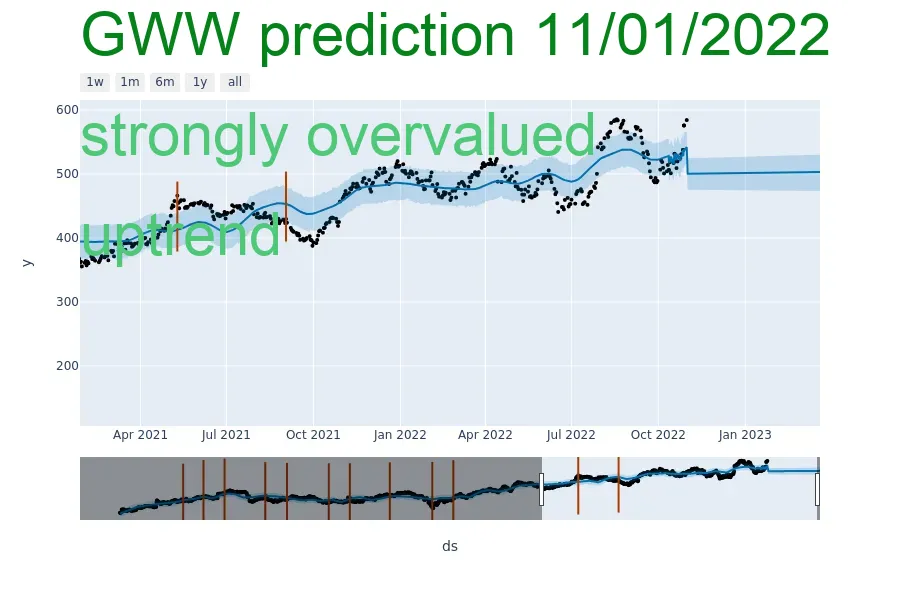 GWW prediction 11/01/2022
1w 1m 6m 1y all
600
strongly overvalued
500
uptrend
400
y
300
200
Apr 2021 Jul 2021 Oct 2021 Jan 2022 Apr 2022 Jul 2022 Oct 2022 Jan 2023
ds